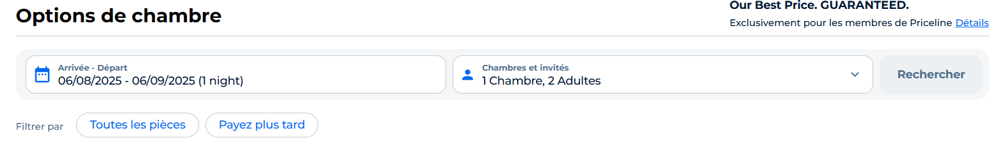 Options de chambre
Our Best Price. GUARANTEED.
Exclusivement pour les membres de Priceline Détails
Arrivée - Départ
06/08/2025 - 06/09/2025 (1 night)
Chambres et invités
1 Chambre, 2 Adultes
Rechercher
Filtrer par
Toutes les pièces
Payez plus tard